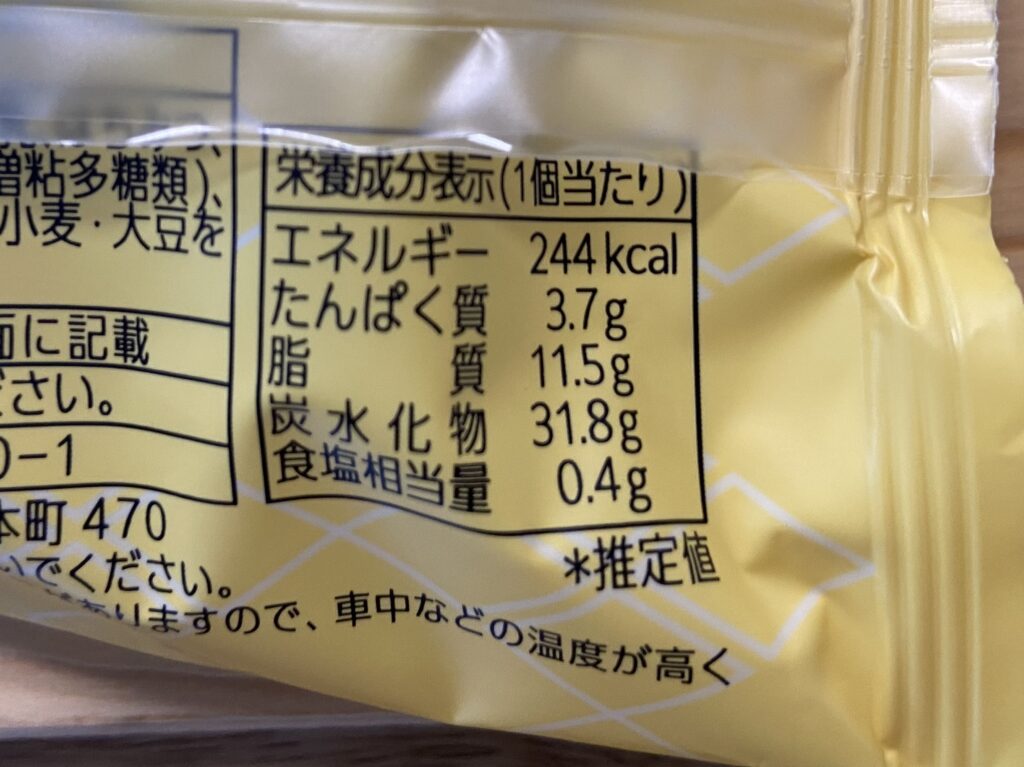 増粘多糖類)、
小麦・大豆を
面に記載
ださい。
0-1
本町 470
いでください。
ありますので、車中などの温度が高く
栄養成分表示(1個当たり)
エネルギー 244kcal
たんぱく質 3.7g
脂質 11.5g
炭水化物 31.8g
食塩相当量 0.4g
*推定値